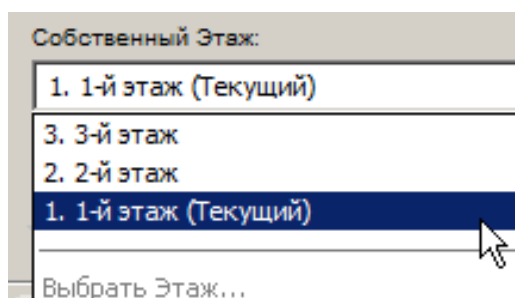 Собственный Этаж:
1. 1-й этаж (Текущий)
3. 3-й этаж
2. 2-й этаж
1. 1-й этаж (Текущий)
Выбрать Этаж...